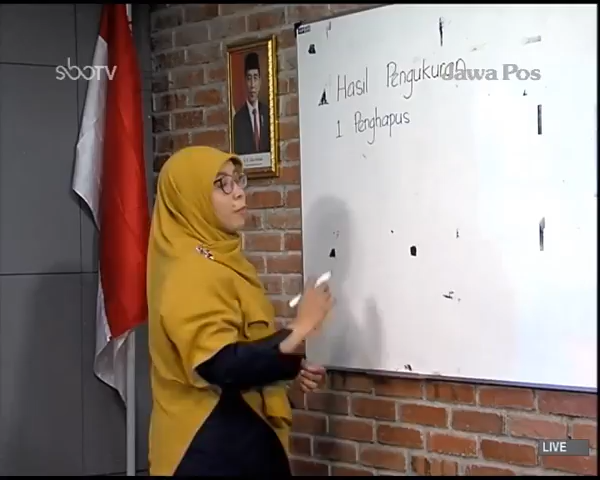 sboTV
Jawa Pos
Hasil Pengukuran
1 Penghapus
LIVE